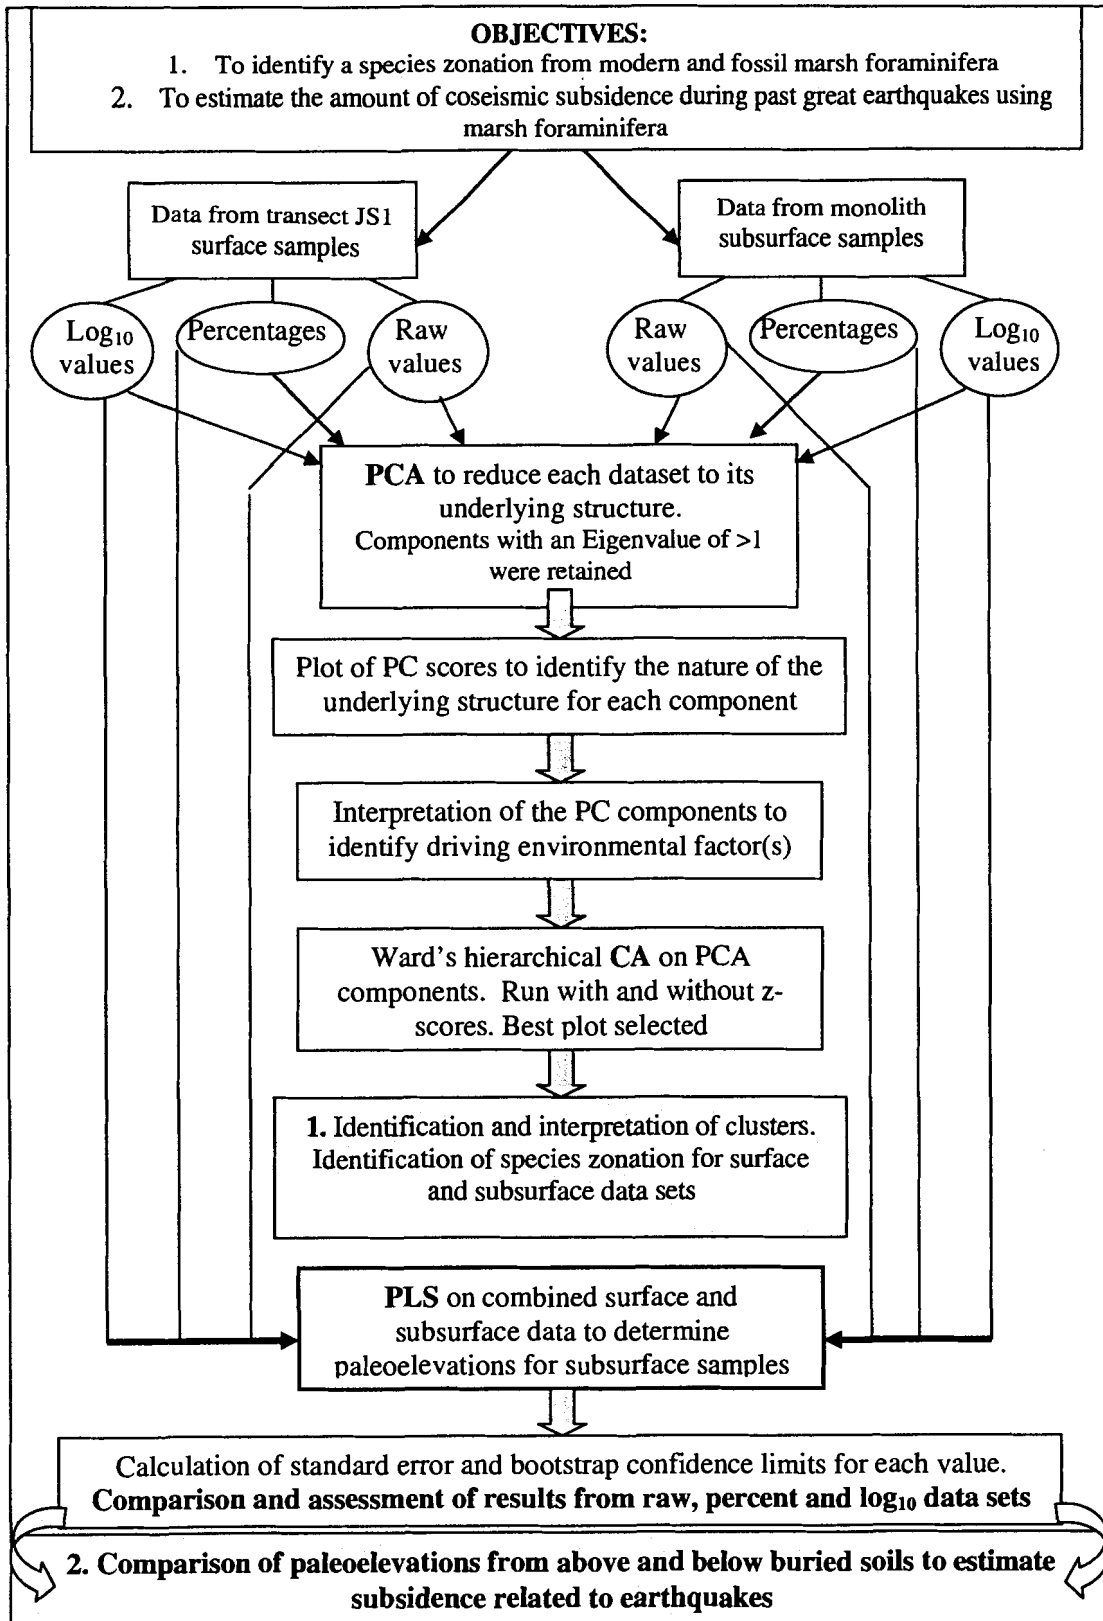 OBJECTIVES:
1. To identify a species zonation from modern and fossil marsh foraminifera
2. To estimate the amount of coseismic subsidence during past great earthquakes using
marsh foraminifera
Data from transect JS1
surface samples
Data from monolith
subsurface samples
Log₁₀
values
Percentages
Raw
values
Raw
values
Percentages
Log₁₀
values
PCA to reduce each dataset to its
underlying structure.
Components with an Eigenvalue of >1
were retained
Plot of PC scores to identify the nature of the
underlying structure for each component
Interpretation of the PC components to
identify driving environmental factor(s)
Ward's hierarchical CA on PCA
components. Run with and without z-
scores. Best plot selected
1. Identification and interpretation of clusters.
Identification of species zonation for surface
and subsurface data sets
PLS on combined surface and
subsurface data to determine
paleoelevations for subsurface samples
Calculation of standard error and bootstrap confidence limits for each value.
Comparison and assessment of results from raw, percent and log₁₀ data sets
2. Comparison of paleoelevations from above and below buried soils to estimate
subsidence related to earthquakes